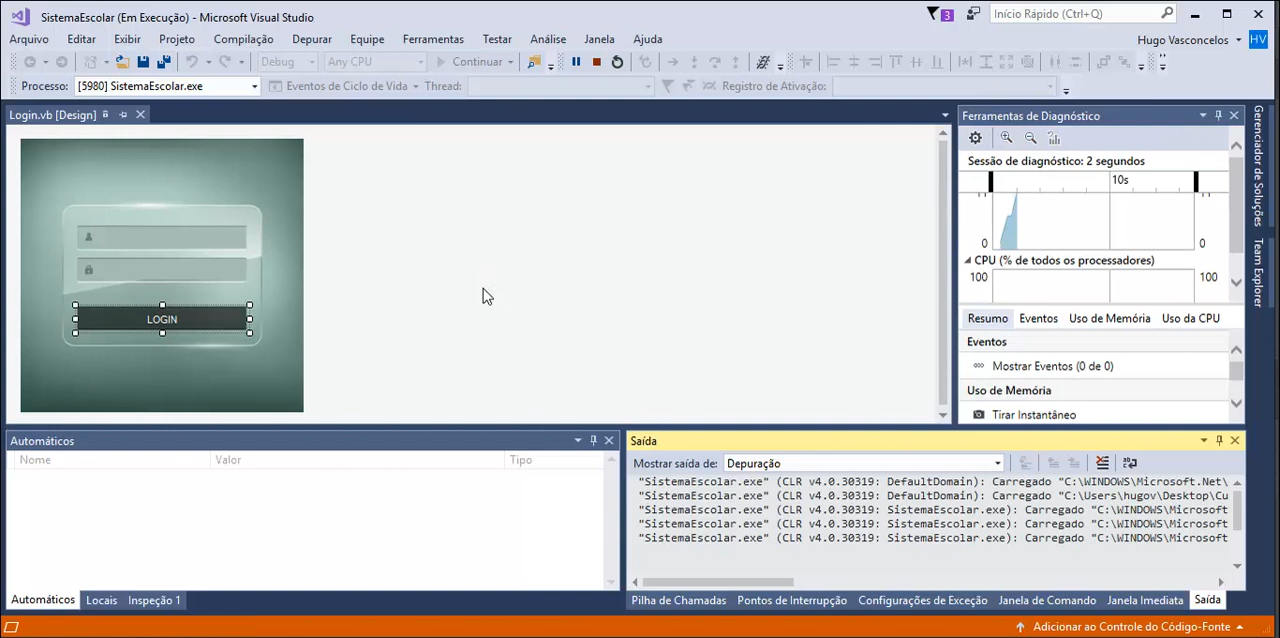 SistemaEscolar (Em Execução) - Microsoft Visual Studio
3
Início Rápido (Ctrl+Q)
Arquivo Editar Exibir Projeto Compilação Depurar Equipe Ferramentas Testar Análise Janela Ajuda
Hugo Vasconcelos HV
Debug Any CPU Continuar
Processo: [5980] SistemaEscolar.exe Eventos de Ciclo de Vida Thread: Registro de Ativação:
Login.vb [Design]
LOGIN
Ferramentas de Diagnóstico
Sessão de diagnóstico: 2 segundos
10s
0 0
CPU (% de todos os processadores)
100 100
Resumo Eventos Uso de Memória Uso da CPU
Eventos
Mostrar Eventos (0 de 0)
Uso de Memória
Tirar Instantâneo
Gerenciador de Soluções
Team Explorer
Automáticos
Nome Valor Tipo
Automáticos Locais Inspeção 1
Saída
Mostrar saída de: Depuração
"SistemaEscolar.exe" (CLR v4.0.30319: DefaultDomain): Carregado "C:\WINDOWS\Microsoft.Net\
"SistemaEscolar.exe" (CLR v4.0.30319: DefaultDomain): Carregado "C:\Users\hugov\Desktop\Cu
"SistemaEscolar.exe" (CLR v4.0.30319: SistemaEscolar.exe): Carregado "C:\WINDOWS\Microsoft
"SistemaEscolar.exe" (CLR v4.0.30319: SistemaEscolar.exe): Carregado "C:\WINDOWS\Microsoft
"SistemaEscolar.exe" (CLR v4.0.30319: SistemaEscolar.exe): Carregado "C:\WINDOWS\Microsoft
Pilha de Chamadas Pontos de Interrupção Configurações de Exceção Janela de Comando Janela Imediata Saída
Adicionar ao Controle do Código-Fonte